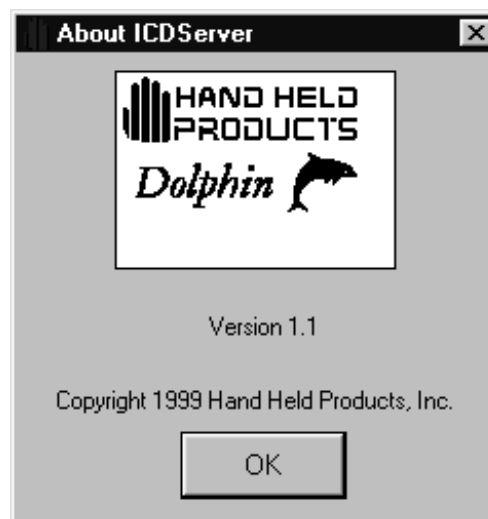 About ICDServer
HAND HELD
PRODUCTS
Dolphin
Version 1.1
Copyright 1999 Hand Held Products, Inc.
OK